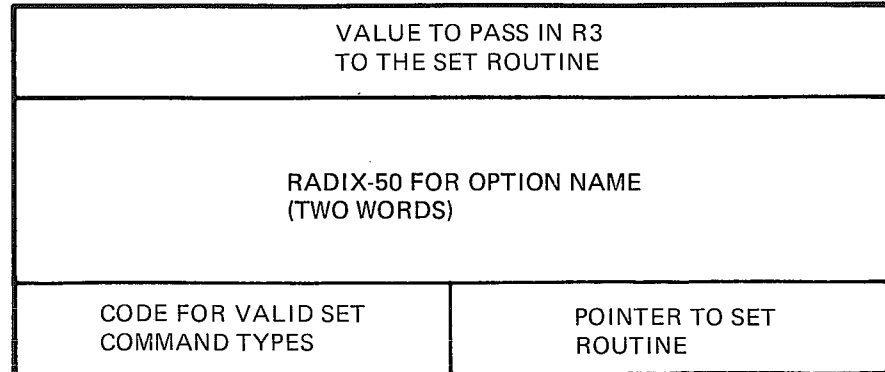 VALUE TO PASS IN R3
TO THE SET ROUTINE
RADIX-50 FOR OPTION NAME
(TWO WORDS)
CODE FOR VALID SET
COMMAND TYPES
POINTER TO SET
ROUTINE